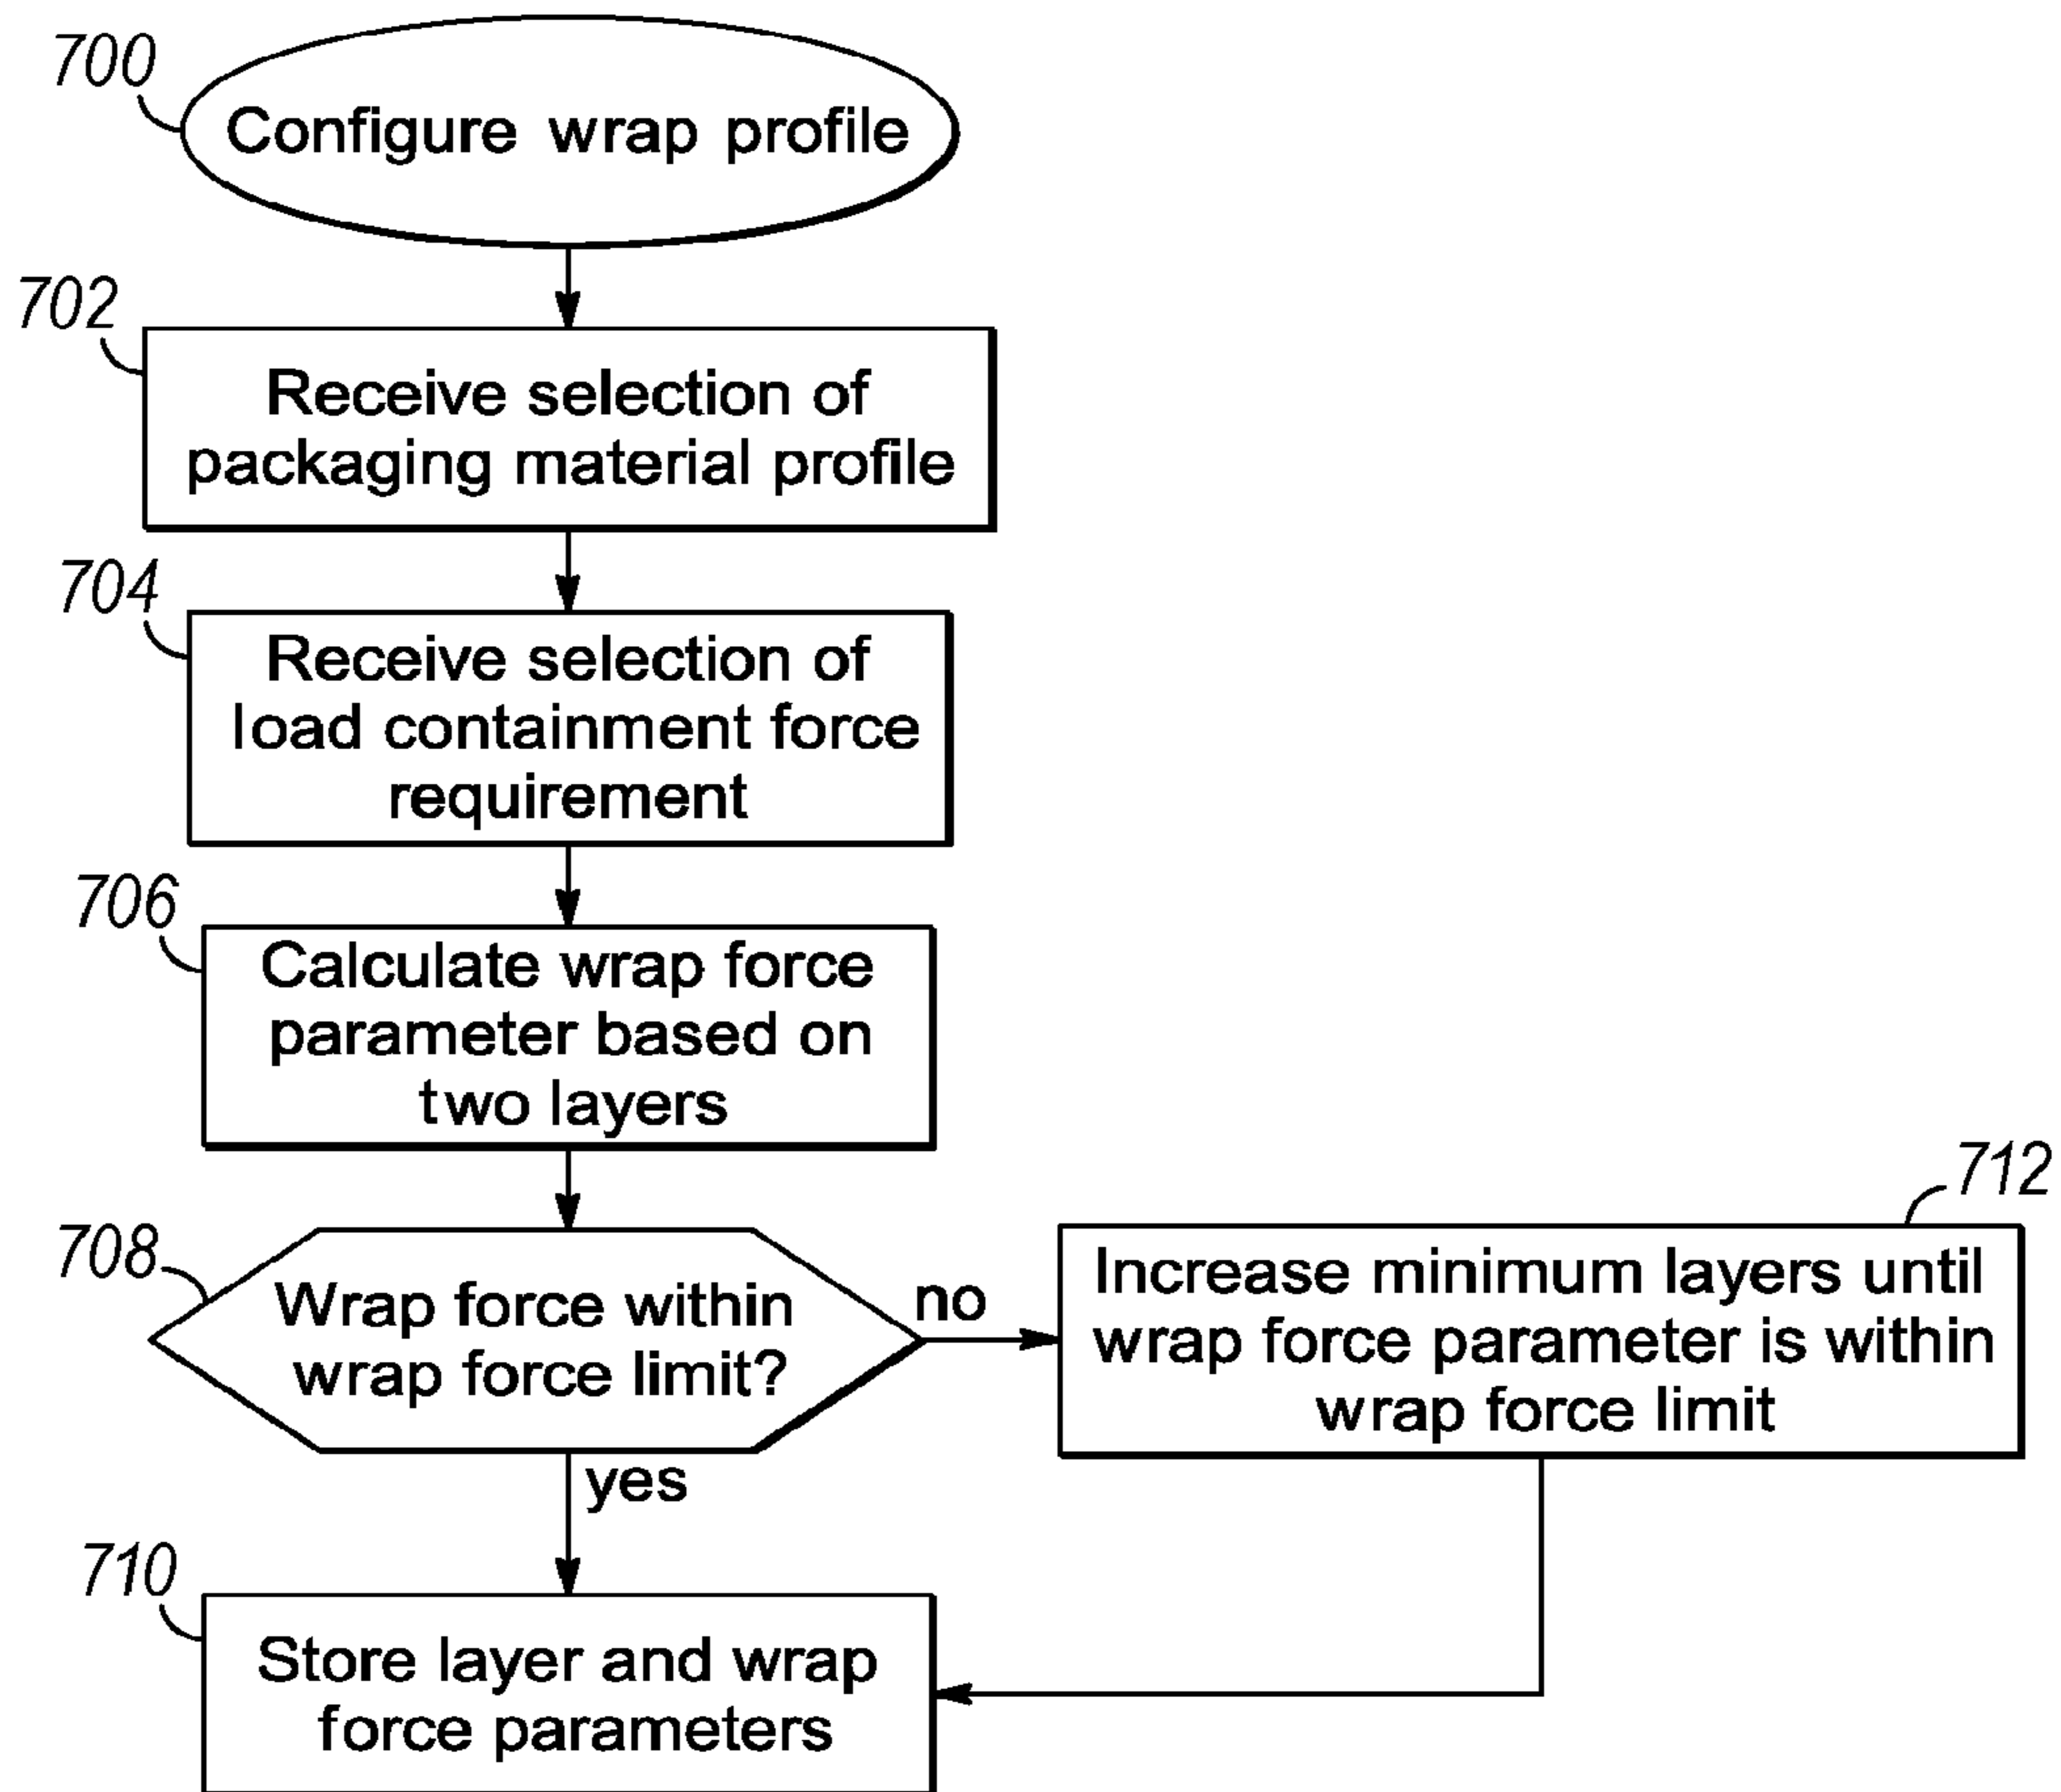 700
Configure wrap profile
702
Receive selection of
packaging material profile
704
Receive selection of
load containment force
requirement
706
Calculate wrap force
parameter based on
two layers
708
Wrap force within
wrap force limit?
no
712
Increase minimum layers until
wrap force parameter is within
wrap force limit
yes
710
Store layer and wrap
force parameters